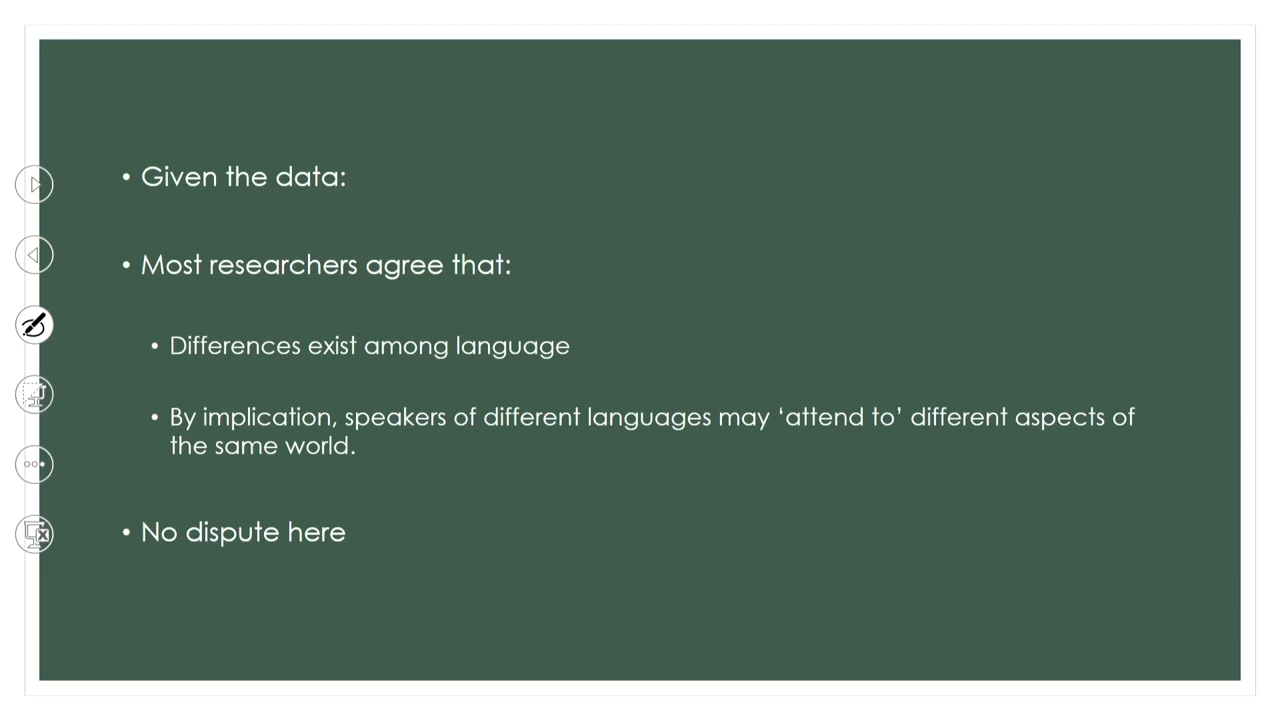 • Given the data:
• Most researchers agree that:
• Differences exist among language
• By implication, speakers of different languages may ‘attend to’ different aspects of
the same world.
• No dispute here